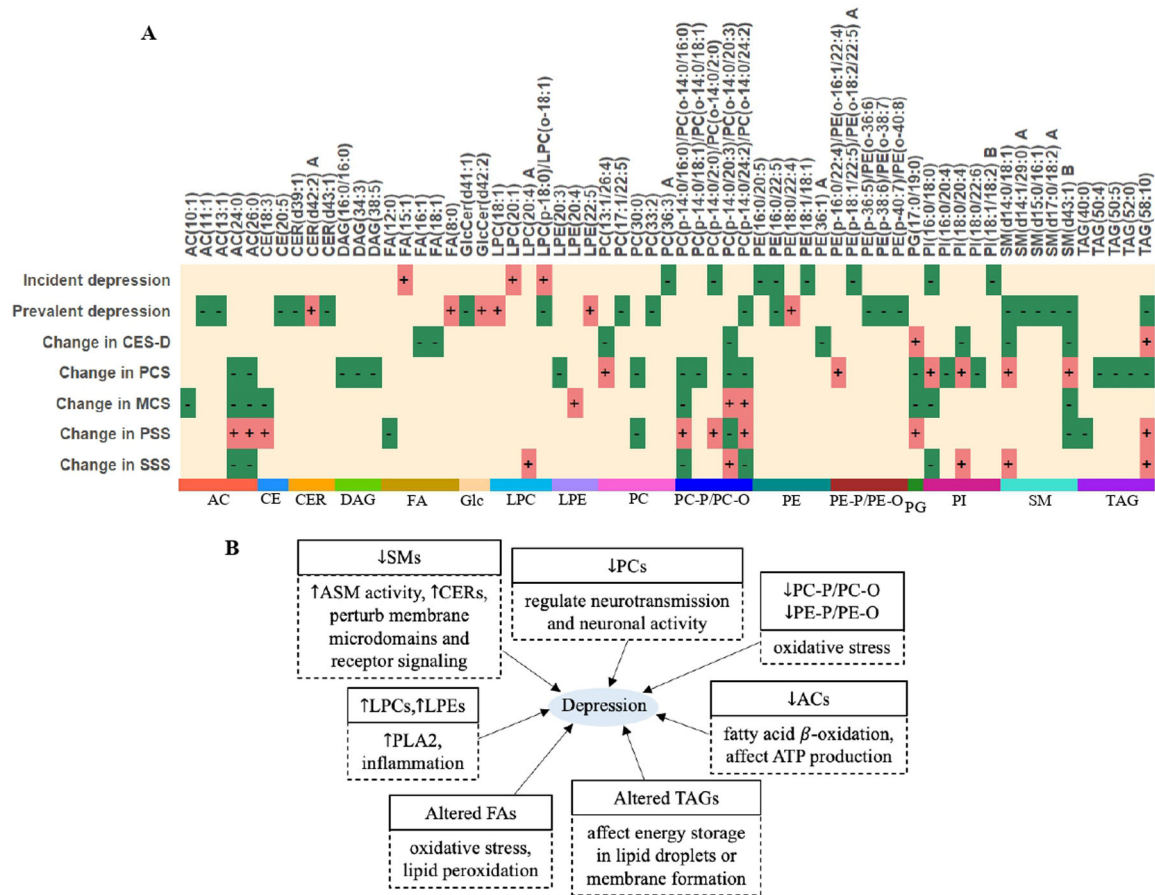 A
AC(10:1)
AC(11:1)
AC(13:1)
AC(24:0)
AC(26:0)
CE(18:3)
CE(20:5)
CER(d39:1)
CER(d42:2) A
CER(d43:1)
DAG(16:0/16:0)
DAG(34:3)
DAG(38:5)
FA(12:0)
FA(15:1)
FA(16:1)
FA(18:1)
FA(8:0)
GlcCer(d41:1)
GlcCer(d42:2)
LPC(18:1)
LPC(20:1)
LPC(20:4) A
LPC(p-18:0)/LPC(o-18:1)
LPE(20:3)
LPE(20:4)
LPE(22:5)
PC(13:1/26:4)
PC(17:1/22:5)
PC(30:0)
PC(33:2)
PC(36:3) A
PC(p-14:0/16:0)/PC(o-14:0/16:0)
PC(p-14:0/18:1)/PC(o-14:0/18:1)
PC(p-14:0/2:0)/PC(o-14:0/2:0)
PC(p-14:0/20:3)/PC(o-14:0/20:3)
PC(p-14:0/24:2)/PC(o-14:0/24:2)
PE(16:0/20:5)
PE(16:0/22:5)
PE(18:0/22:4)
PE(18:1/18:1)
PE(36:1) A
PE(p-16:0/22:4)/PE(o-16:1/22:4)
PE(p-18:1/22:5)/PE(o-18:2/22:5) A
PE(p-36:5)/PE(o-36:6)
PE(p-38:6)/PE(o-38:7)
PE(p-40:7)/PE(o-40:8)
PG(17:0/19:0)
PI(16:0/18:0)
PI(16:0/20:4)
PI(18:0/20:4)
PI(18:0/22:6)
PI(18:1/18:2) B
SM(d14:0/18:1)
SM(d14:1/29:0) A
SM(d15:0/16:1)
SM(d17:0/18:2) A
SM(d43:1) B
TAG(40:0)
TAG(50:4)
TAG(50:5)
TAG(52:0)
TAG(58:10)
Incident depression + + + - - - - - - - -
Prevalent depression - - - - + - + - + + - + - - - - + - - - - - - - - -
Change in CES-D - - - - - + - - - +
Change in PCS - - - - - - + - - - - - + - + - + - + + - - - -
Change in MCS - - - - + - + + - - -
Change in PSS + + + - - + + - + + - - +
Change in SSS - - + - + - + + +
AC CE CER DAG FA Glc LPC LPE PC PC-P/PC-O PE PE-P/PE-O PG PI SM TAG
B
↓SMs
↑ASM activity, ↑CERs,
perturb membrane
microdomains and
receptor signaling
↓PCs
regulate neurotransmission
and neuronal activity
↓PC-P/PC-O
↓PE-P/PE-O
oxidative stress
↑LPCs,↑LPEs
↑PLA2,
inflammation
Depression
↓ACs
fatty acid β-oxidation,
affect ATP production
Altered FAs
oxidative stress,
lipid peroxidation
Altered TAGs
affect energy storage
in lipid droplets or
membrane formation